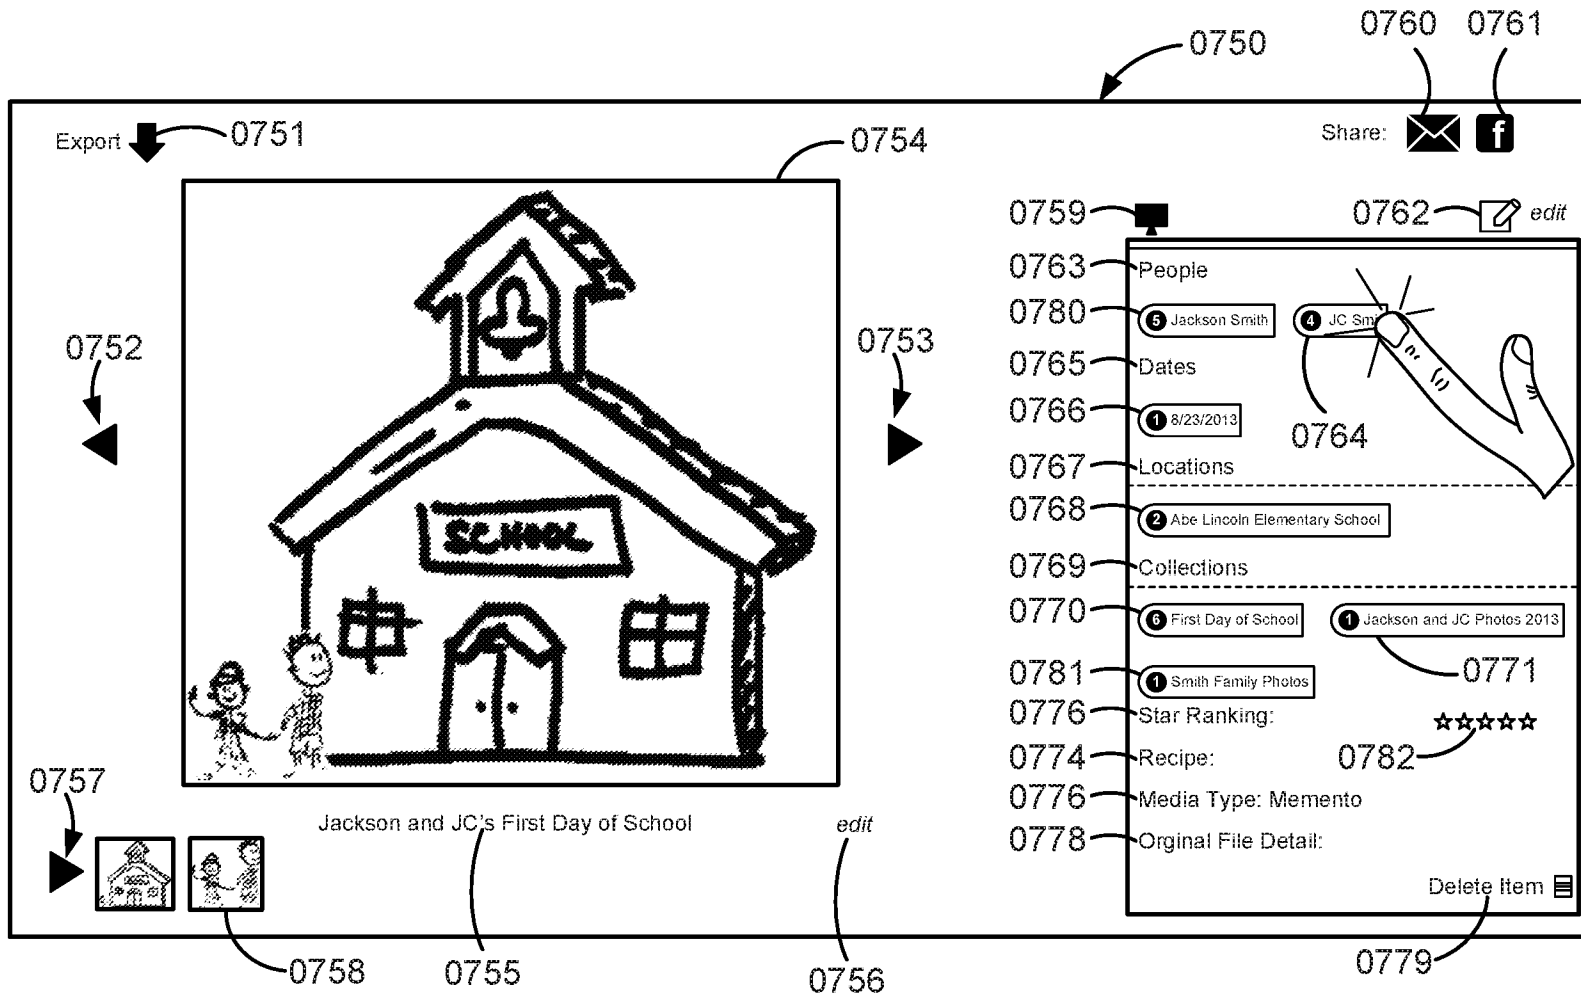 0760 0761
0750
Export 0751
0754
Share: f
0759
0762 edit
0763 People
0780 5 Jackson Smith 4 JC Smi
0752
0753
0765 Dates
0766 1 8/23/2013
0764
0767 Locations
0768 2 Abe Lincoln Elementary School
SCHOOL
0769 Collections
0770 6 First Day of School 1 Jackson and JC Photos 2013
0781 1 Smith Family Photos
0771
0776 Star Ranking:
0774 Recipe: 0782
0757
0776 Media Type: Memento
Jackson and JC's First Day of School edit
0778 Orginal File Detail:
Delete Item
0758 0755 0756
0779